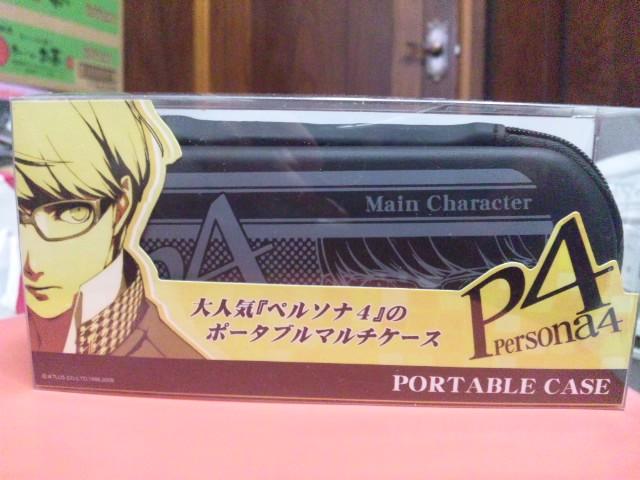 Main Character
P4
大人気『ペルソナ4』の
ポータブルマルチケース
P4
Persona4
PORTABLE CASE